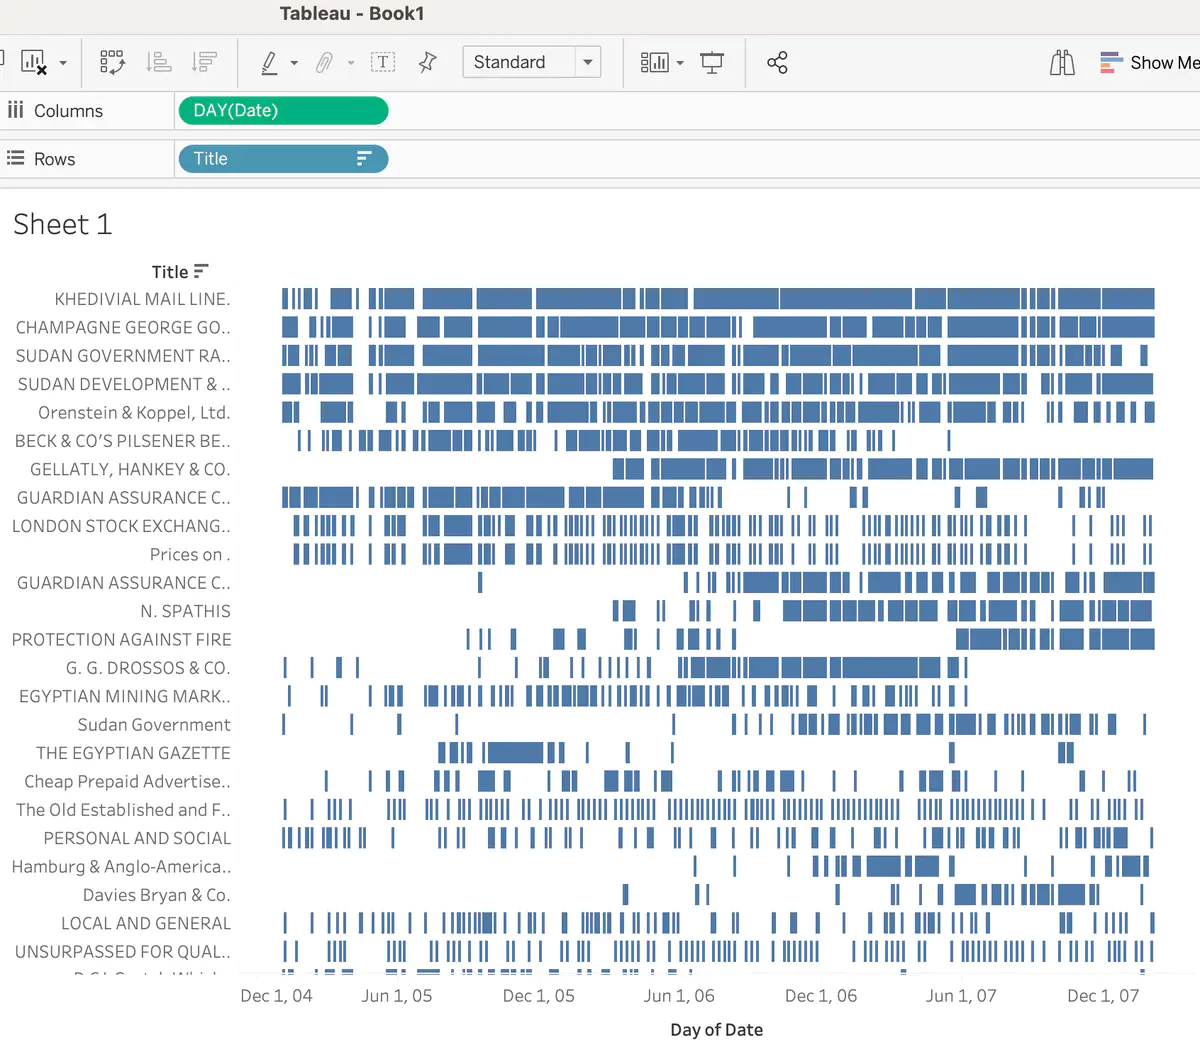 Tableau - Book1
T Standard Show Me
Columns DAY(Date)
Rows Title
Sheet 1
Title
KHEDIVIAL MAIL LINE.
CHAMPAGNE GEORGE GO..
SUDAN GOVERNMENT RA..
SUDAN DEVELOPMENT & ..
Orenstein & Koppel, Ltd.
BECK & CO’S PILSENER BE..
GELLATLY, HANKEY & CO.
GUARDIAN ASSURANCE C..
LONDON STOCK EXCHANG..
Prices on .
GUARDIAN ASSURANCE C..
N. SPATHIS
PROTECTION AGAINST FIRE
G. G. DROSSOS & CO.
EGYPTIAN MINING MARK..
Sudan Government
THE EGYPTIAN GAZETTE
Cheap Prepaid Advertise..
The Old Established and F..
PERSONAL AND SOCIAL
Hamburg & Anglo-America..
Davies Bryan & Co.
LOCAL AND GENERAL
UNSURPASSED FOR QUAL..
Dec 1, 04 Jun 1, 05 Dec 1, 05 Jun 1, 06 Dec 1, 06 Jun 1, 07 Dec 1, 07
Day of Date